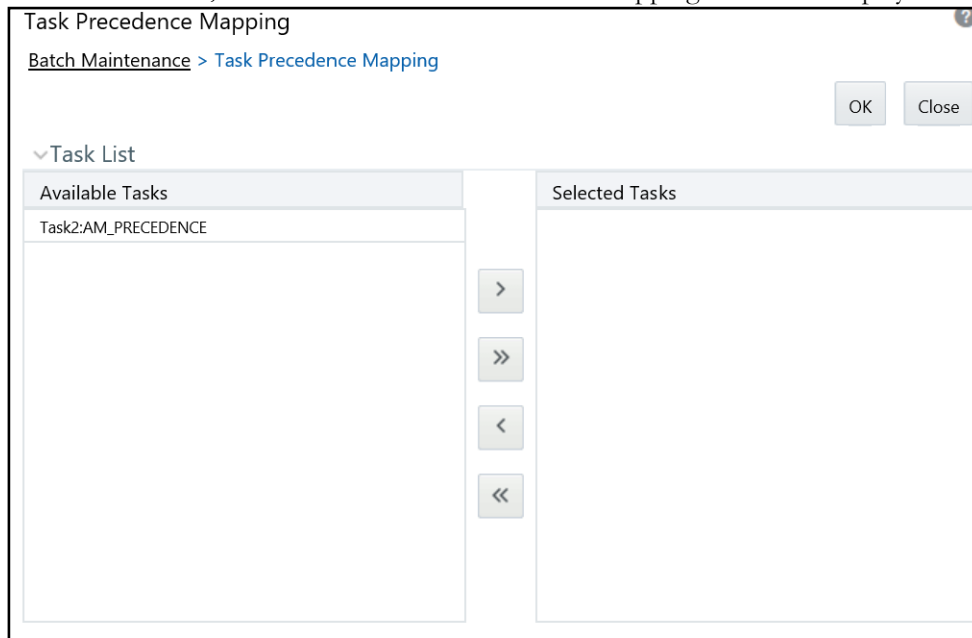 Task Precedence Mapping
Batch Maintenance > Task Precedence Mapping
OK Close
Task List
Available Tasks Selected Tasks
Task2:AM_PRECEDENCE
>
>>
<
<<